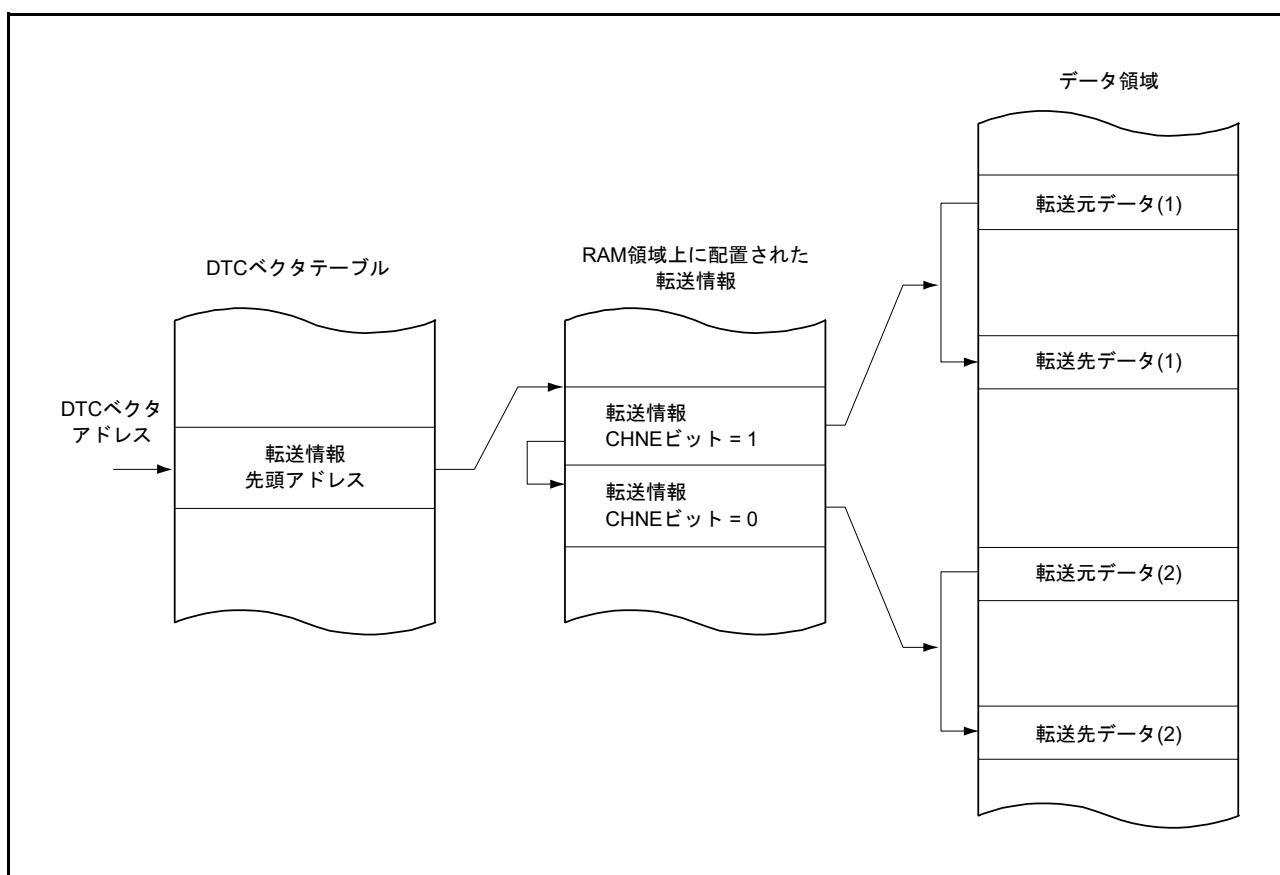 データ領域
転送元データ(1)
転送先データ(1)
転送元データ(2)
転送先データ(2)
RAM領域上に配置された
転送情報
転送情報
CHNEビット = 1
転送情報
CHNEビット = 0
DTCベクタテーブル
DTCベクタ
アドレス
転送情報
先頭アドレス